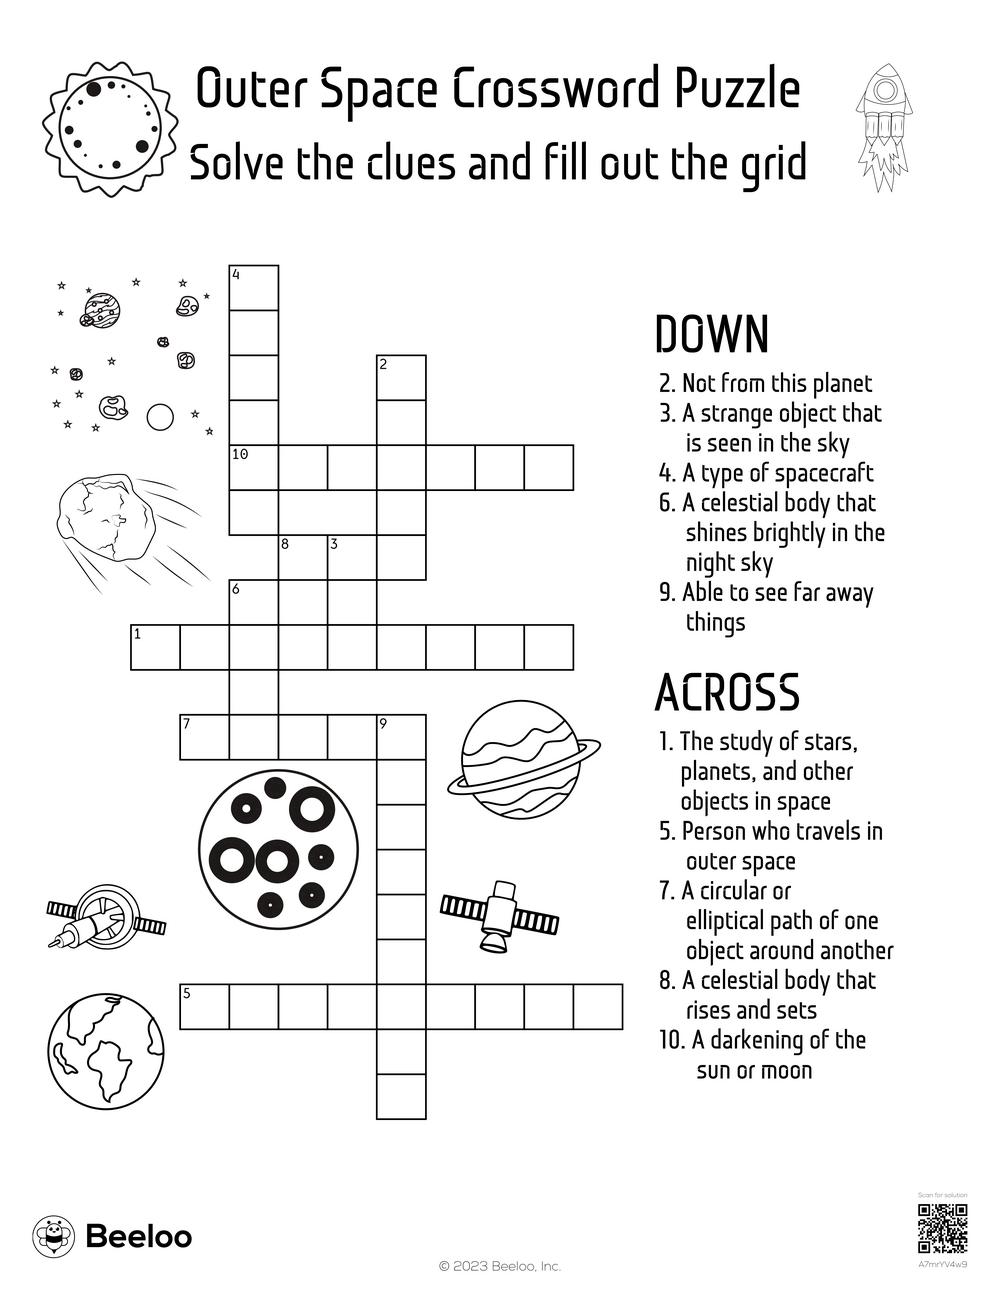 Outer Space Crossword Puzzle
Solve the clues and fill out the grid
4
2
10
8 3
6
1
7 9
5
DOWN
2. Not from this planet
3. A strange object that
is seen in the sky
4. A type of spacecraft
6. A celestial body that
shines brightly in the
night sky
9. Able to see far away
things
ACROSS
1. The study of stars,
planets, and other
objects in space
5. Person who travels in
outer space
7. A circular or
elliptical path of one
object around another
8. A celestial body that
rises and sets
10. A darkening of the
sun or moon
Beeloo
© 2023 Beeloo, Inc.
Scan for solution
A7mrYV4w9